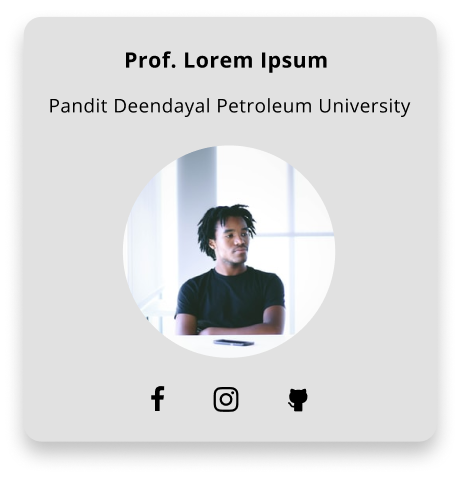 Prof. Lorem Ipsum
Pandit Deendayal Petroleum University